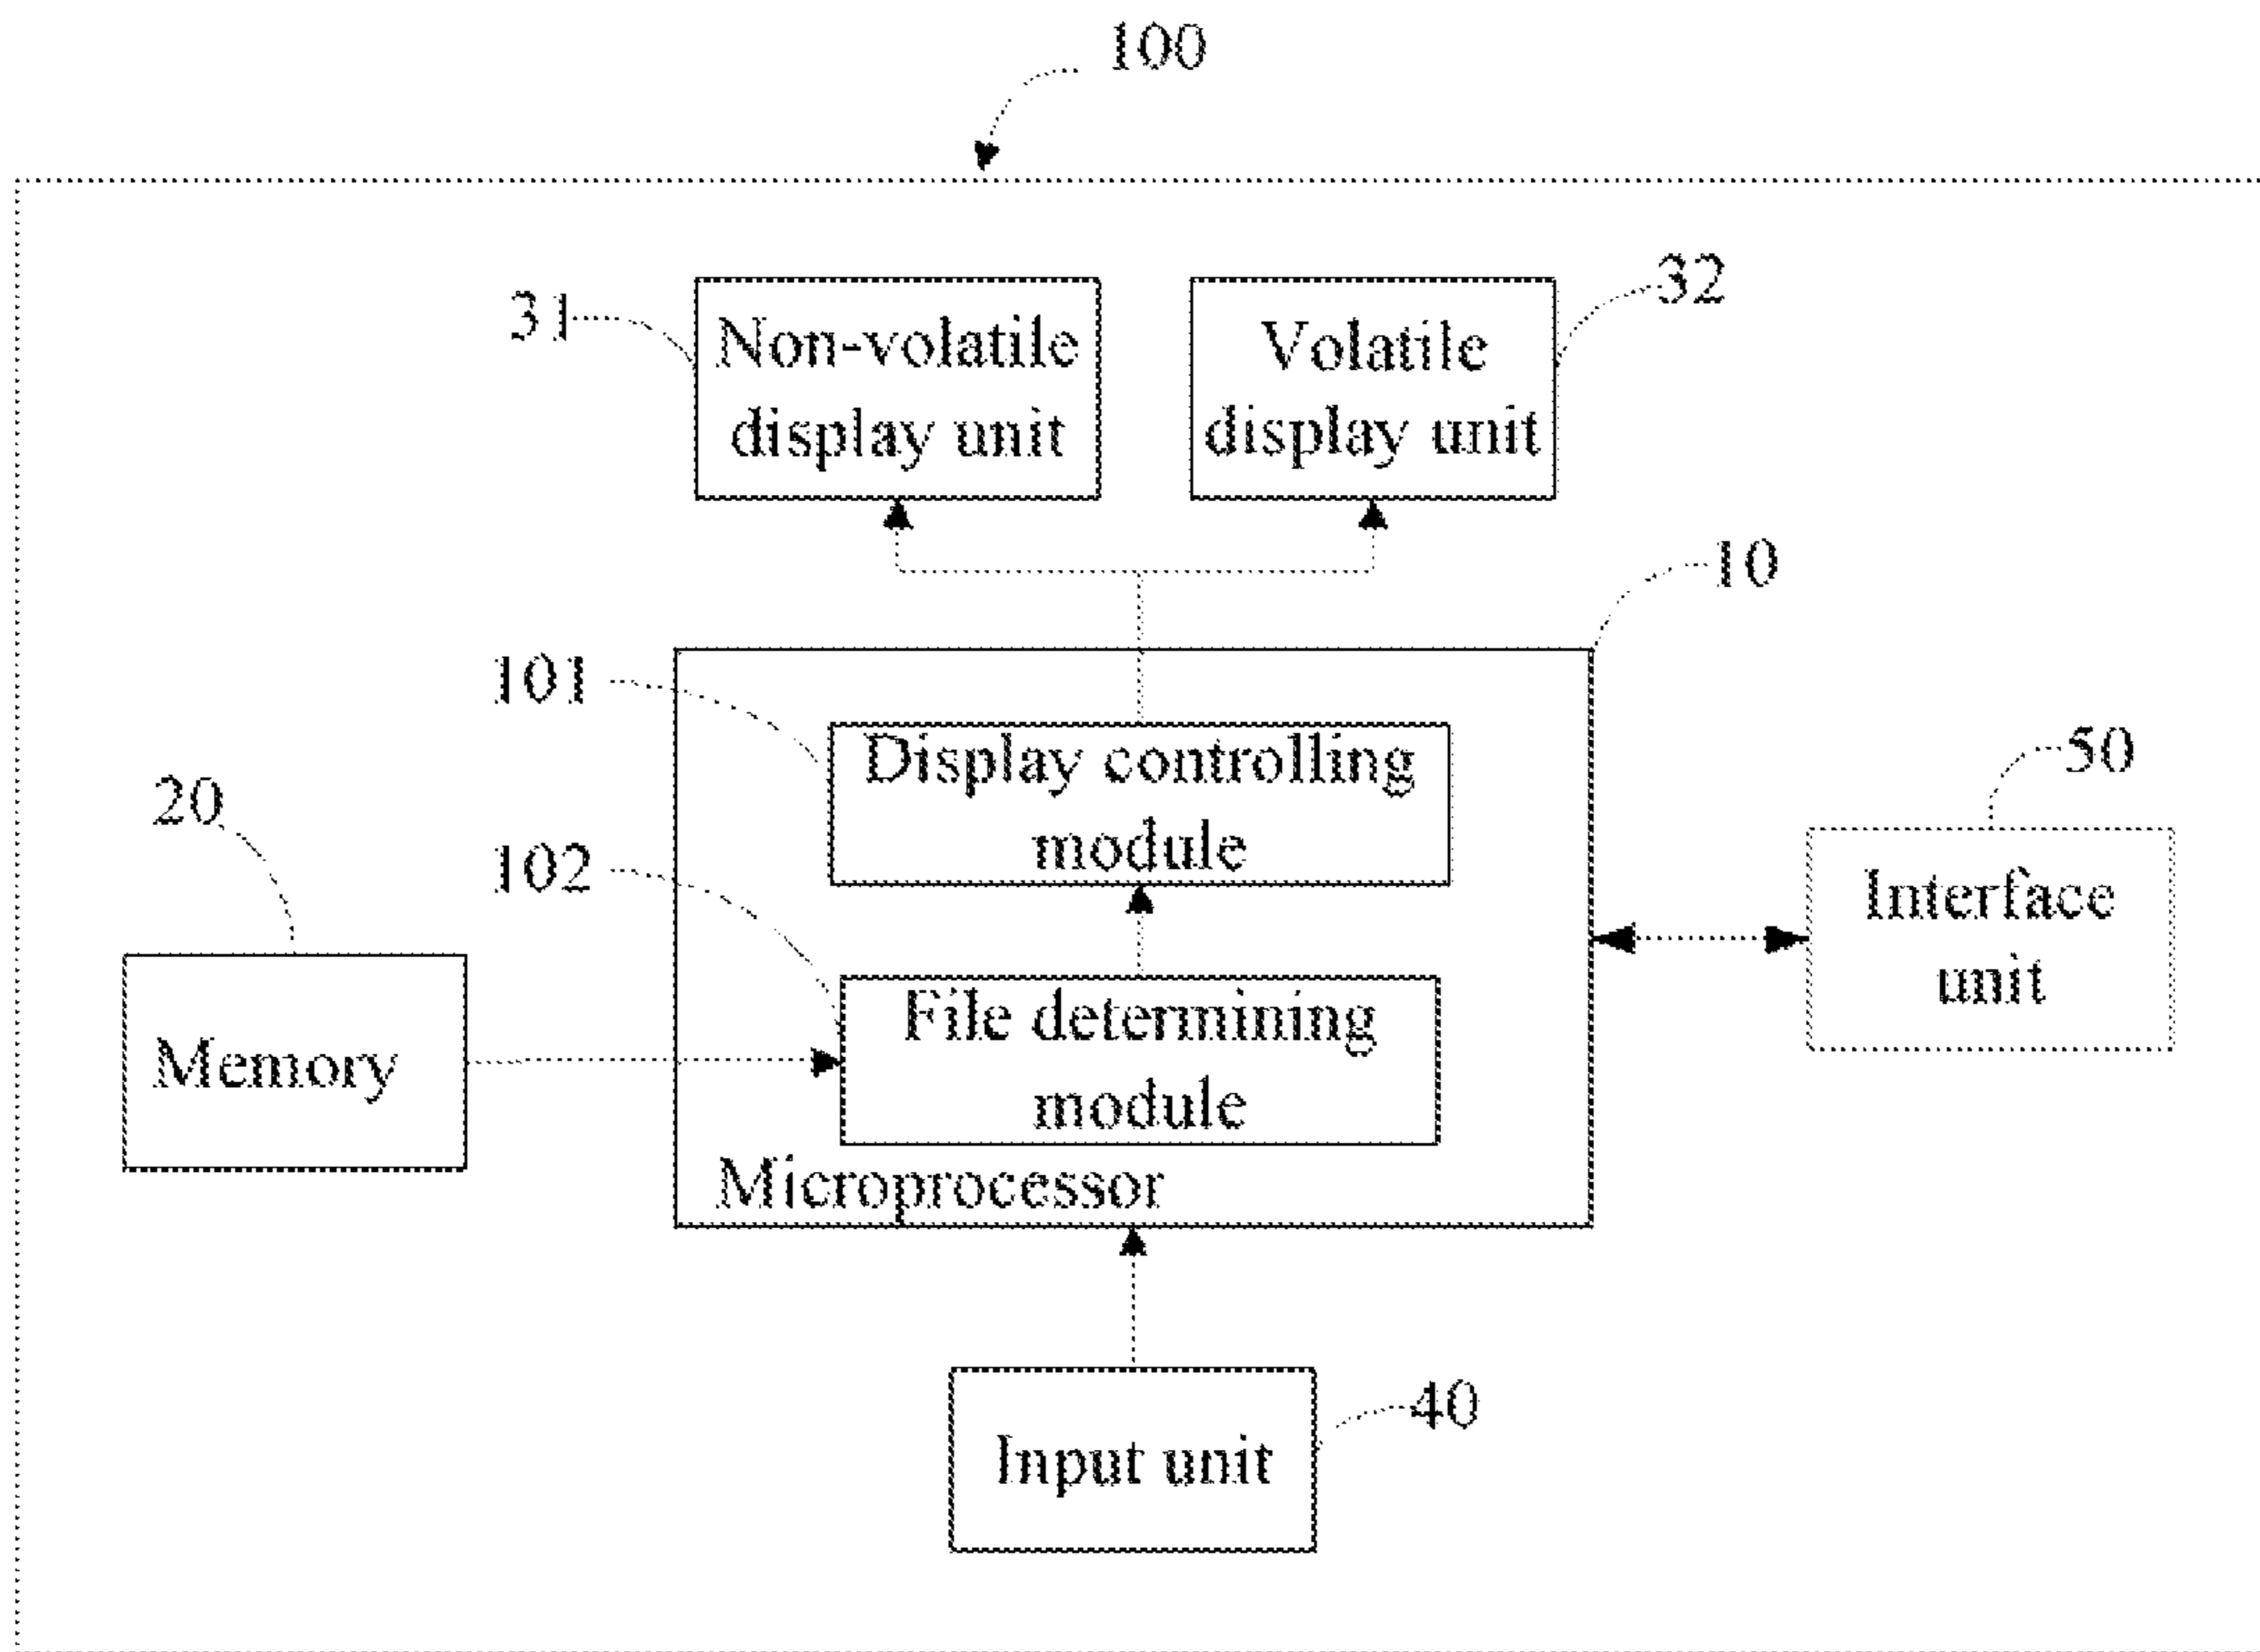 100
31
Non-volatile
display unit
Volatile
display unit
32
10
101
Display controlling
module
50
20
102
Interface
unit
File determining
module
Memory
Microprocessor
40
Input unit